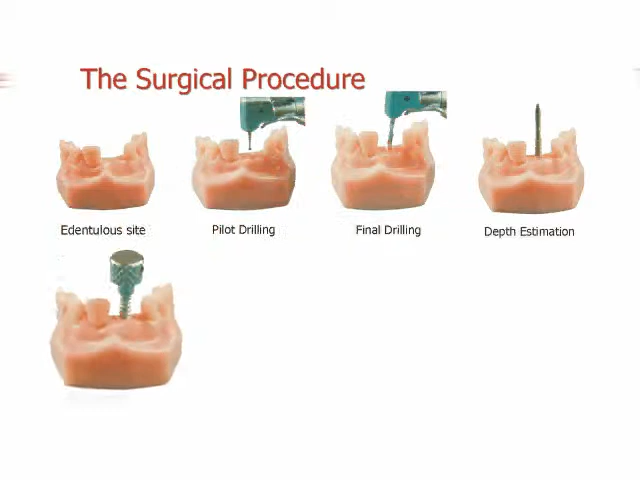 The Surgical Procedure
Edentulous site
Pilot Drilling
Final Drilling
Depth Estimation